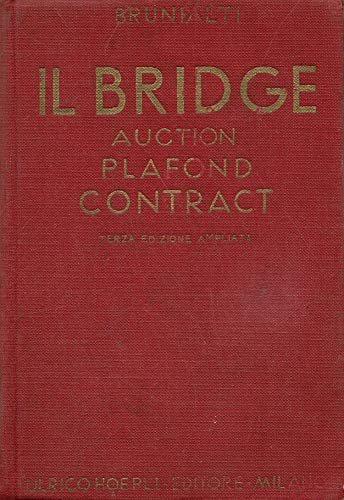 BRUNIALTI
IL BRIDGE
AUCTION
PLAFOND
CONTRACT
TERZA EDIZIONE AMPLIATA
ULRICO HOEPLI - EDITORE - MILANO